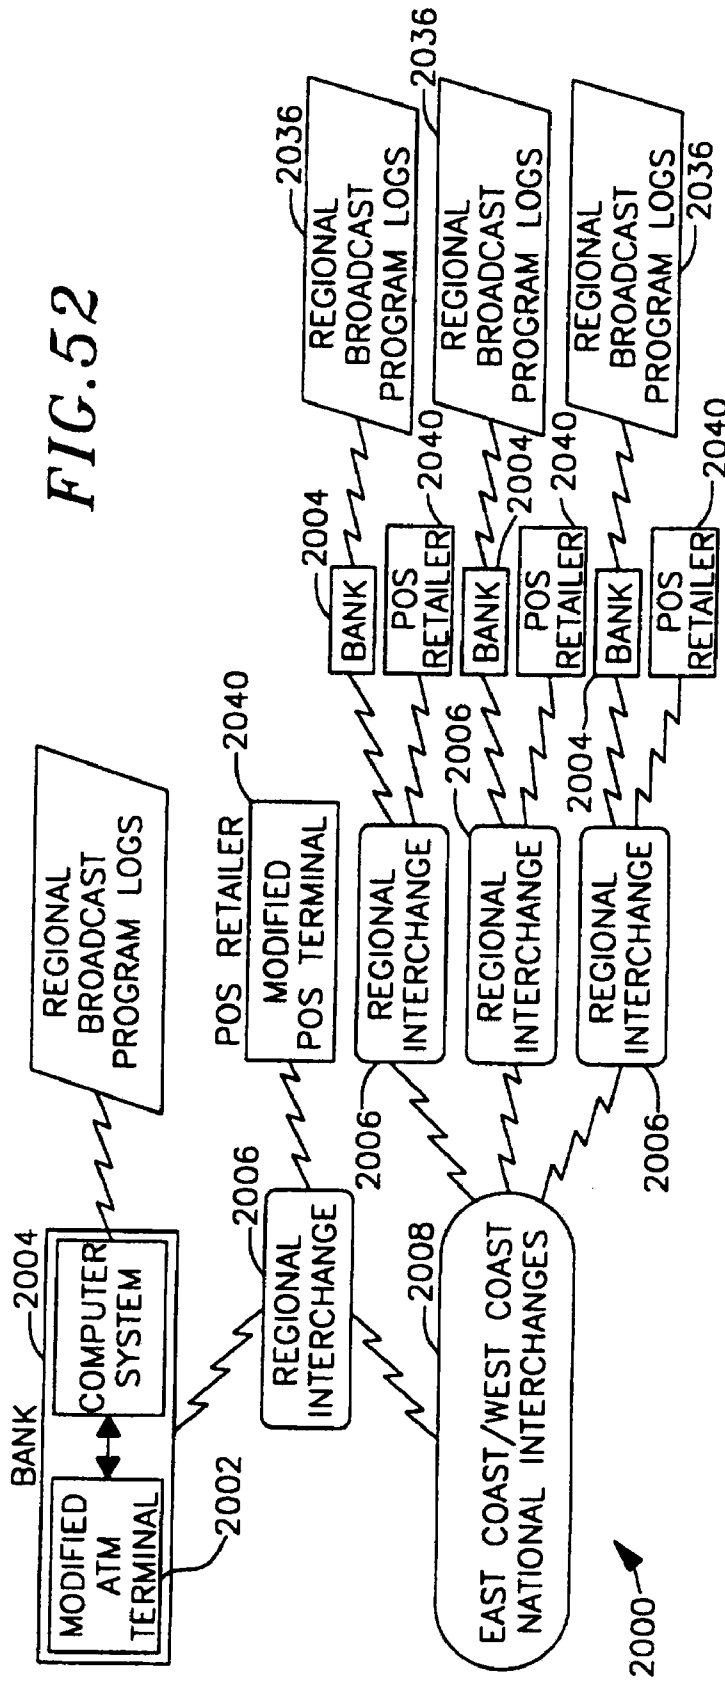 FIG.52
BANK
2004
MODIFIED
ATM
TERMINAL
COMPUTER
SYSTEM
2002
REGIONAL
BROADCAST
PROGRAM LOGS
REGIONAL
INTERCHANGE
2006
POS RETAILER
MODIFIED
POS TERMINAL
2040
EAST COAST/WEST COAST
NATIONAL INTERCHANGES
2008
2000
REGIONAL
INTERCHANGE
2006
BANK
2004
POS
RETAILER
2040
REGIONAL
BROADCAST
PROGRAM LOGS
2036
REGIONAL
INTERCHANGE
2006
BANK
2004
POS
RETAILER
2040
REGIONAL
BROADCAST
PROGRAM LOGS
2036
REGIONAL
INTERCHANGE
2006
BANK
2004
POS
RETAILER
2040
REGIONAL
BROADCAST
PROGRAM LOGS
2036